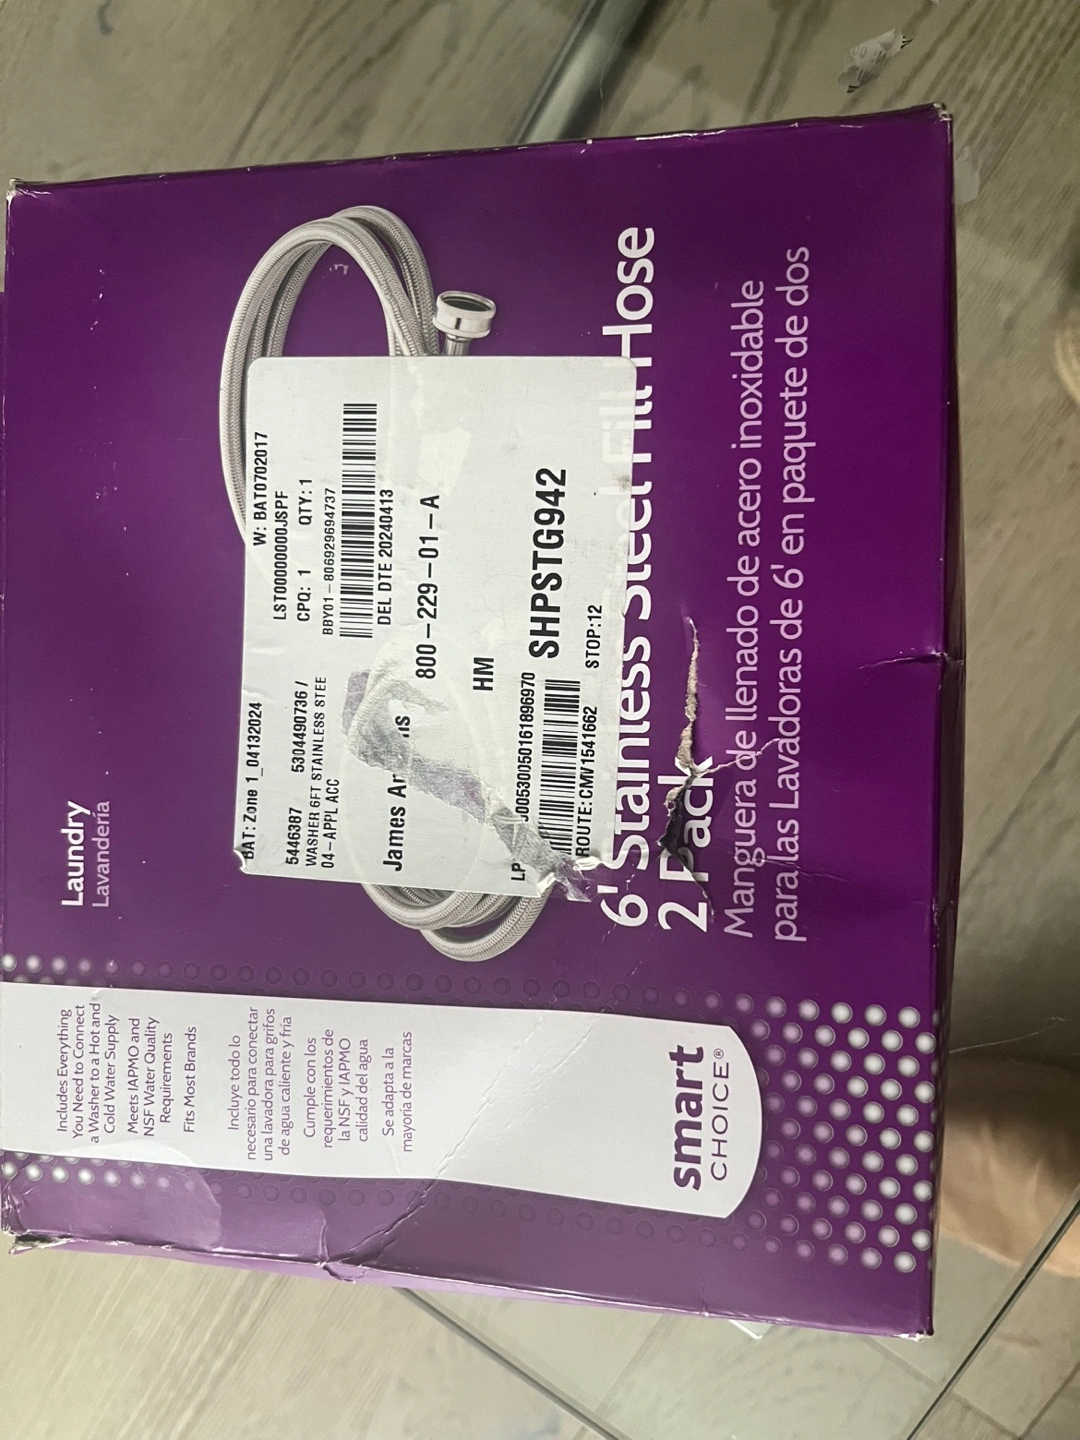 Laundry
Lavandería
BAT: Zone 1_04132024
W: BAT0702017
5446387 5304490736 /
LST00000000JSPF
WASHER 6FT STAINLESS STEE
CPQ: 1 QTY: 1
04-APPL ACC
BBY01-806929694737
DEL DTE 20240413
James
800-229-01-A
HM
LP
00530050161896970
SHPSTG942
ROUTE: CMV1541662
STOP:12
6' Stainless Steel Fill Hose
2 Pack
Manguera de llenado de acero inoxidable
para las Lavadoras de 6' en paquete de dos
Includes Everything
You Need to Connect
a Washer to a Hot and
Cold Water Supply
Meets IAPMO and
NSF Water Quality
Requirements
Fits Most Brands
Incluye todo lo
necesario para conectar
una lavadora para grifos
de agua caliente y fría
Cumple con los
requerimientos de
la NSF y IAPMO
calidad del agua
Se adapta a la
mayoría de marcas
smart
CHOICE®